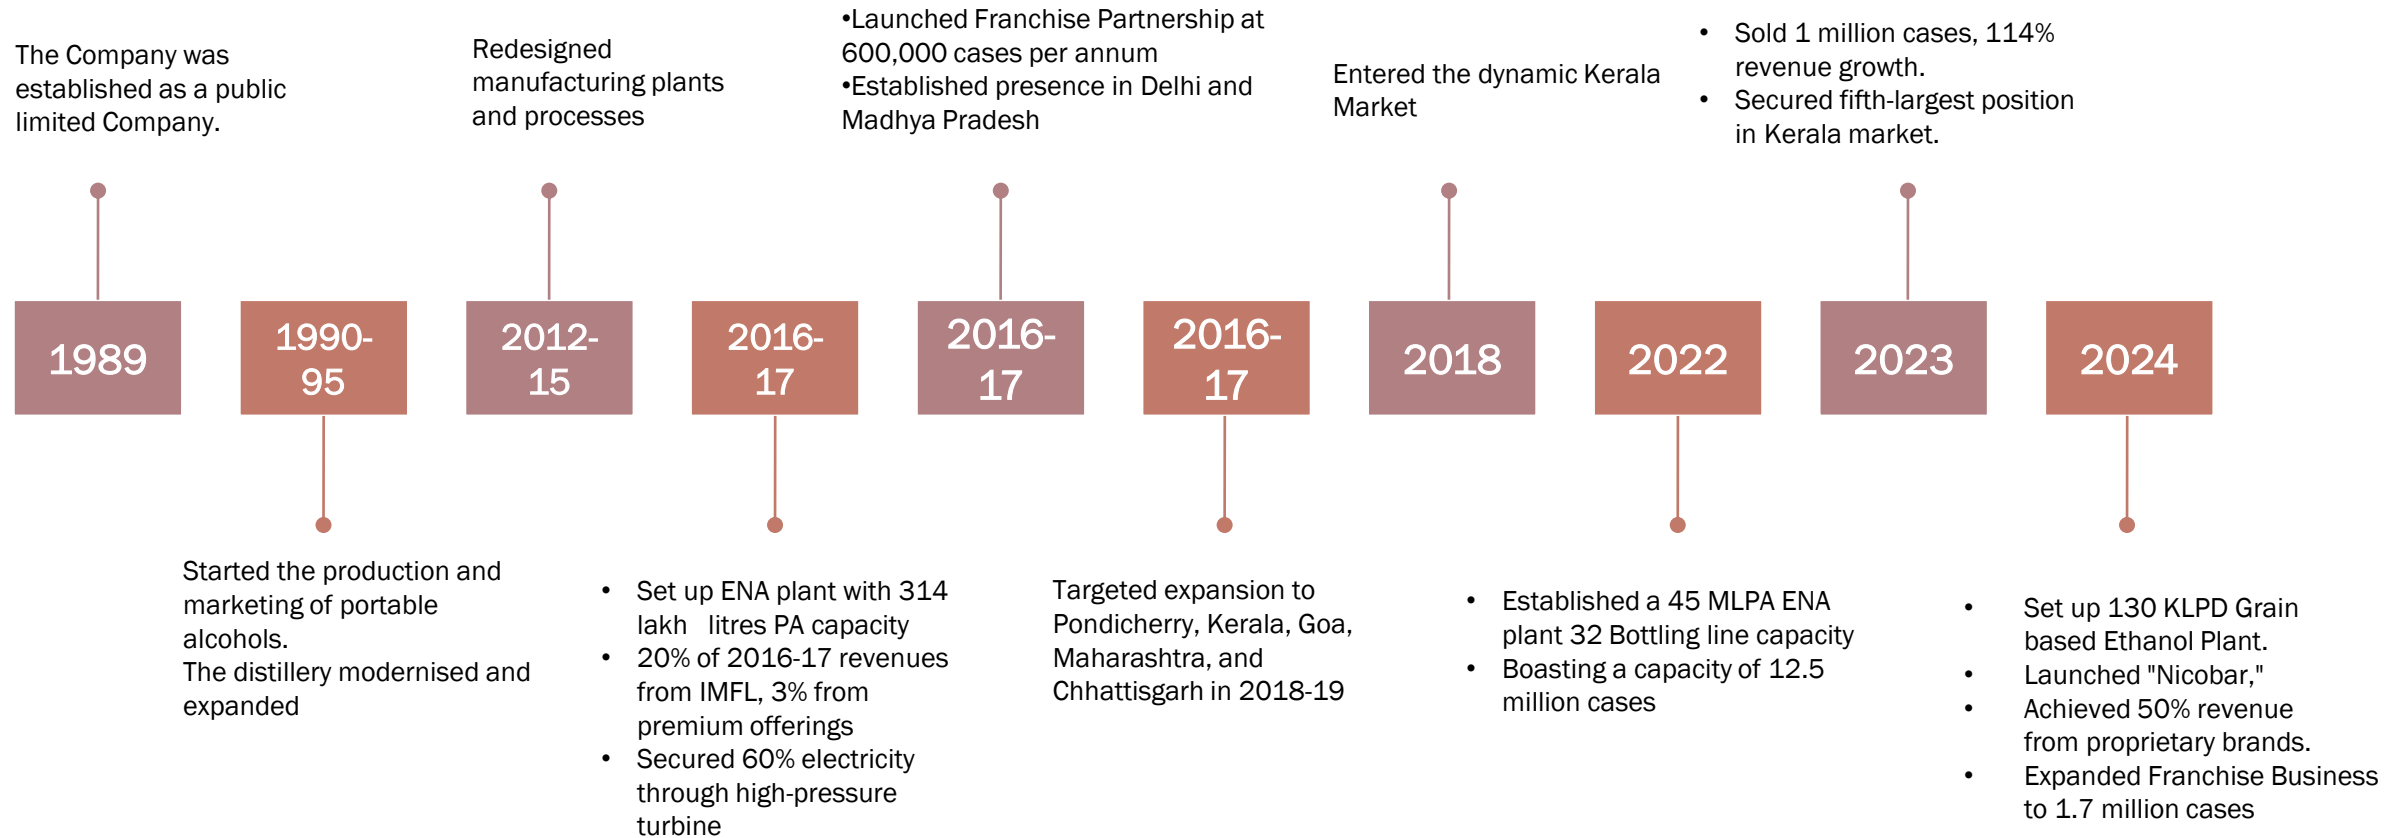 The Company was
established as a public
limited Company.
Redesigned
manufacturing plants
and processes
•Launched Franchise Partnership at
600,000 cases per annum
•Established presence in Delhi and
Madhya Pradesh
Entered the dynamic Kerala
Market
• Sold 1 million cases, 114%
revenue growth.
• Secured fifth-largest position
in Kerala market.
1989
1990-
95
2012-
15
2016-
17
2016-
17
2016-
17
2018
2022
2023
2024
Started the production and
marketing of portable
alcohols.
The distillery modernised and
expanded
• Set up ENA plant with 314
lakh litres PA capacity
• 20% of 2016-17 revenues
from IMFL, 3% from
premium offerings
• Secured 60% electricity
through high-pressure
turbine
Targeted expansion to
Pondicherry, Kerala, Goa,
Maharashtra, and
Chhattisgarh in 2018-19
• Established a 45 MLPA ENA
plant 32 Bottling line capacity
• Boasting a capacity of 12.5
million cases
• Set up 130 KLPD Grain
based Ethanol Plant.
• Launched "Nicobar,"
• Achieved 50% revenue
from proprietary brands.
• Expanded Franchise Business
to 1.7 million cases